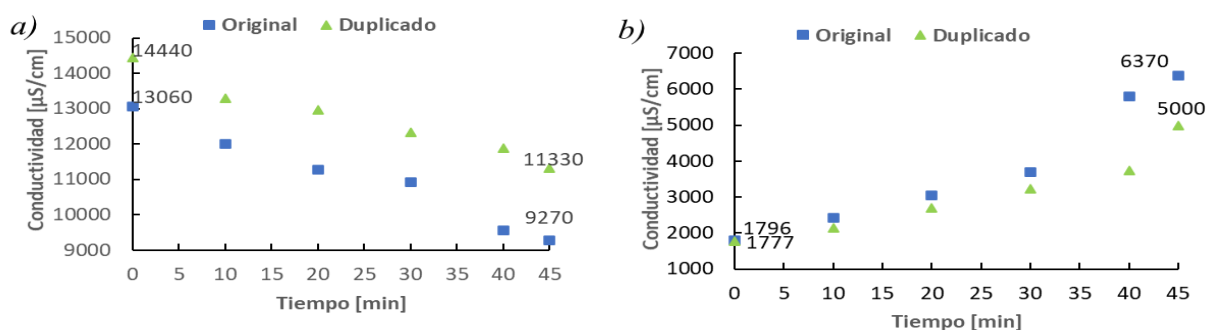 a)
Original Duplicado
Conductividad [µS/cm]
15000
14000
13000
12000
11000
10000
9000
14440
13060
11330
9270
0 5 10 15 20 25 30 35 40 45
Tiempo [min]
b)
Original Duplicado
Conductividad [µS/cm]
7000
6000
5000
4000
3000
2000
1000
6370
5000
1796
1777
0 5 10 15 20 25 30 35 40 45
Tiempo [min]